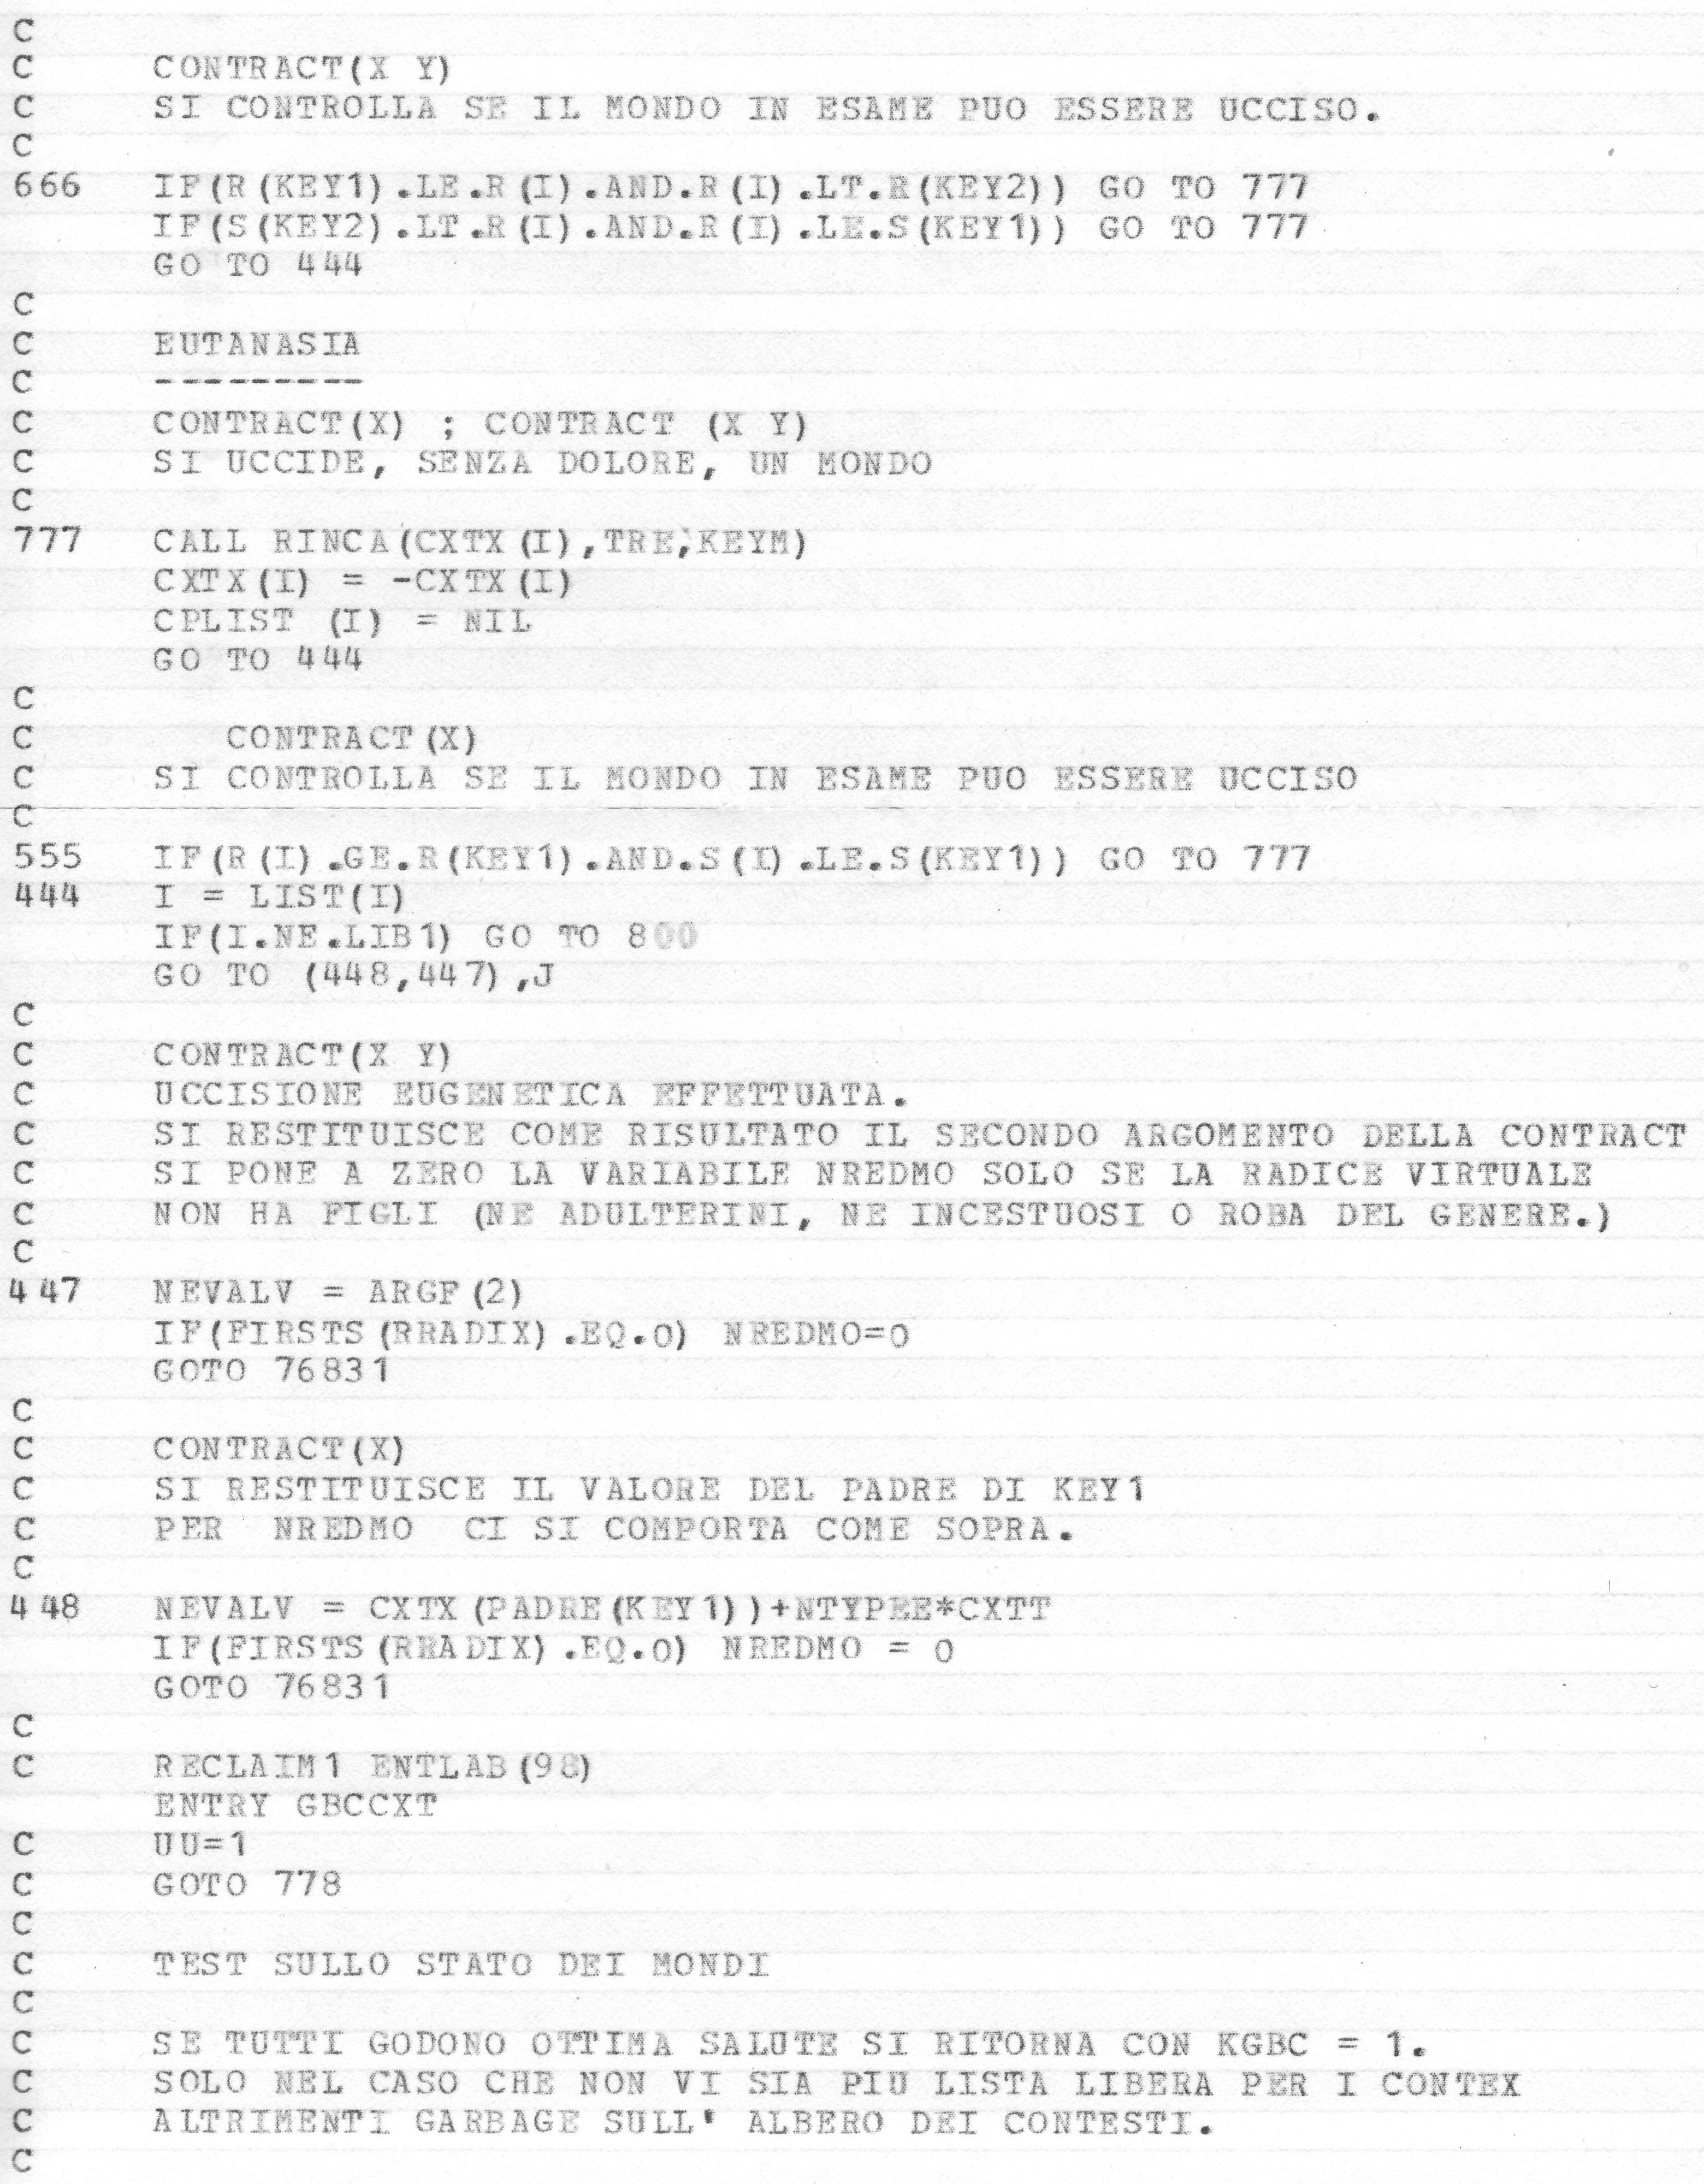 C
C      CONTRACT(X Y)
C      SI CONTROLLA SE IL MONDO IN ESAME PUO ESSERE UCCISO.
C
666    IF(R(KEY1).LE.R(I).AND.R(I).LT.R(KEY2)) GO TO 777
       IF(S(KEY2).LT.R(I).AND.R(I).LE.S(KEY1)) GO TO 777
       GO TO 444
C
C      EUTANASIA
C      ---------
C      CONTRACT(X) ; CONTRACT (X Y)
C      SI UCCIDE, SENZA DOLORE, UN MONDO
C
777    CALL RINCA(CXTX(I),TRE,KEYM)
       CXTX(I) = -CXTX(I)
       CPLIST (I) = NIL
       GO TO 444
C
C         CONTRACT(X)
C      SI CONTROLLA SE IL MONDO IN ESAME PUO ESSERE UCCISO
C
555    IF(R(I).GE.R(KEY1).AND.S(I).LE.S(KEY1)) GO TO 777
444    I = LIST(I)
       IF(I.NE.LIB1) GO TO 800
       GO TO (448,447),J
C
C      CONTRACT(X Y)
C      UCCISIONE EUGENETICA EFFETTUATA.
C      SI RESTITUISCE COME RISULTATO IL SECONDO ARGOMENTO DELLA CONTRACT
C      SI PONE A ZERO LA VARIABILE NREDMO SOLO SE LA RADICE VIRTUALE
C      NON HA FIGLI (NE ADULTERINI, NE INCESTUOSI O ROBA DEL GENERE.)
C
447    NEVALV = ARGF(2)
       IF(FIRSTS(RRADIX).EQ.0) NREDMO=0
       GOTO 76831
C
C      CONTRACT(X)
C      SI RESTITUISCE IL VALORE DEL PADRE DI KEY1
C      PER  NREDMO  CI SI COMPORTA COME SOPRA.
C
448    NEVALV = CXTX(PADRE(KEY1))+NTYPEE*CXTT
       IF(FIRSTS(RRADIX).EQ.0) NREDMO = 0
       GOTO 76831
C
C      RECLAIM1 ENTLAB(98)
       ENTRY GBCCXT
C      UU=1
C      GOTO 778
C
C      TEST SULLO STATO DEI MONDI
C
C      SE TUTTI GODONO OTTIMA SALUTE SI RITORNA CON KGBC = 1.
C      SOLO NEL CASO CHE NON VI SIA PIU LISTA LIBERA PER I CONTEX
C      ALTRIMENTI GARBAGE SULL' ALBERO DEI CONTESTI.
C